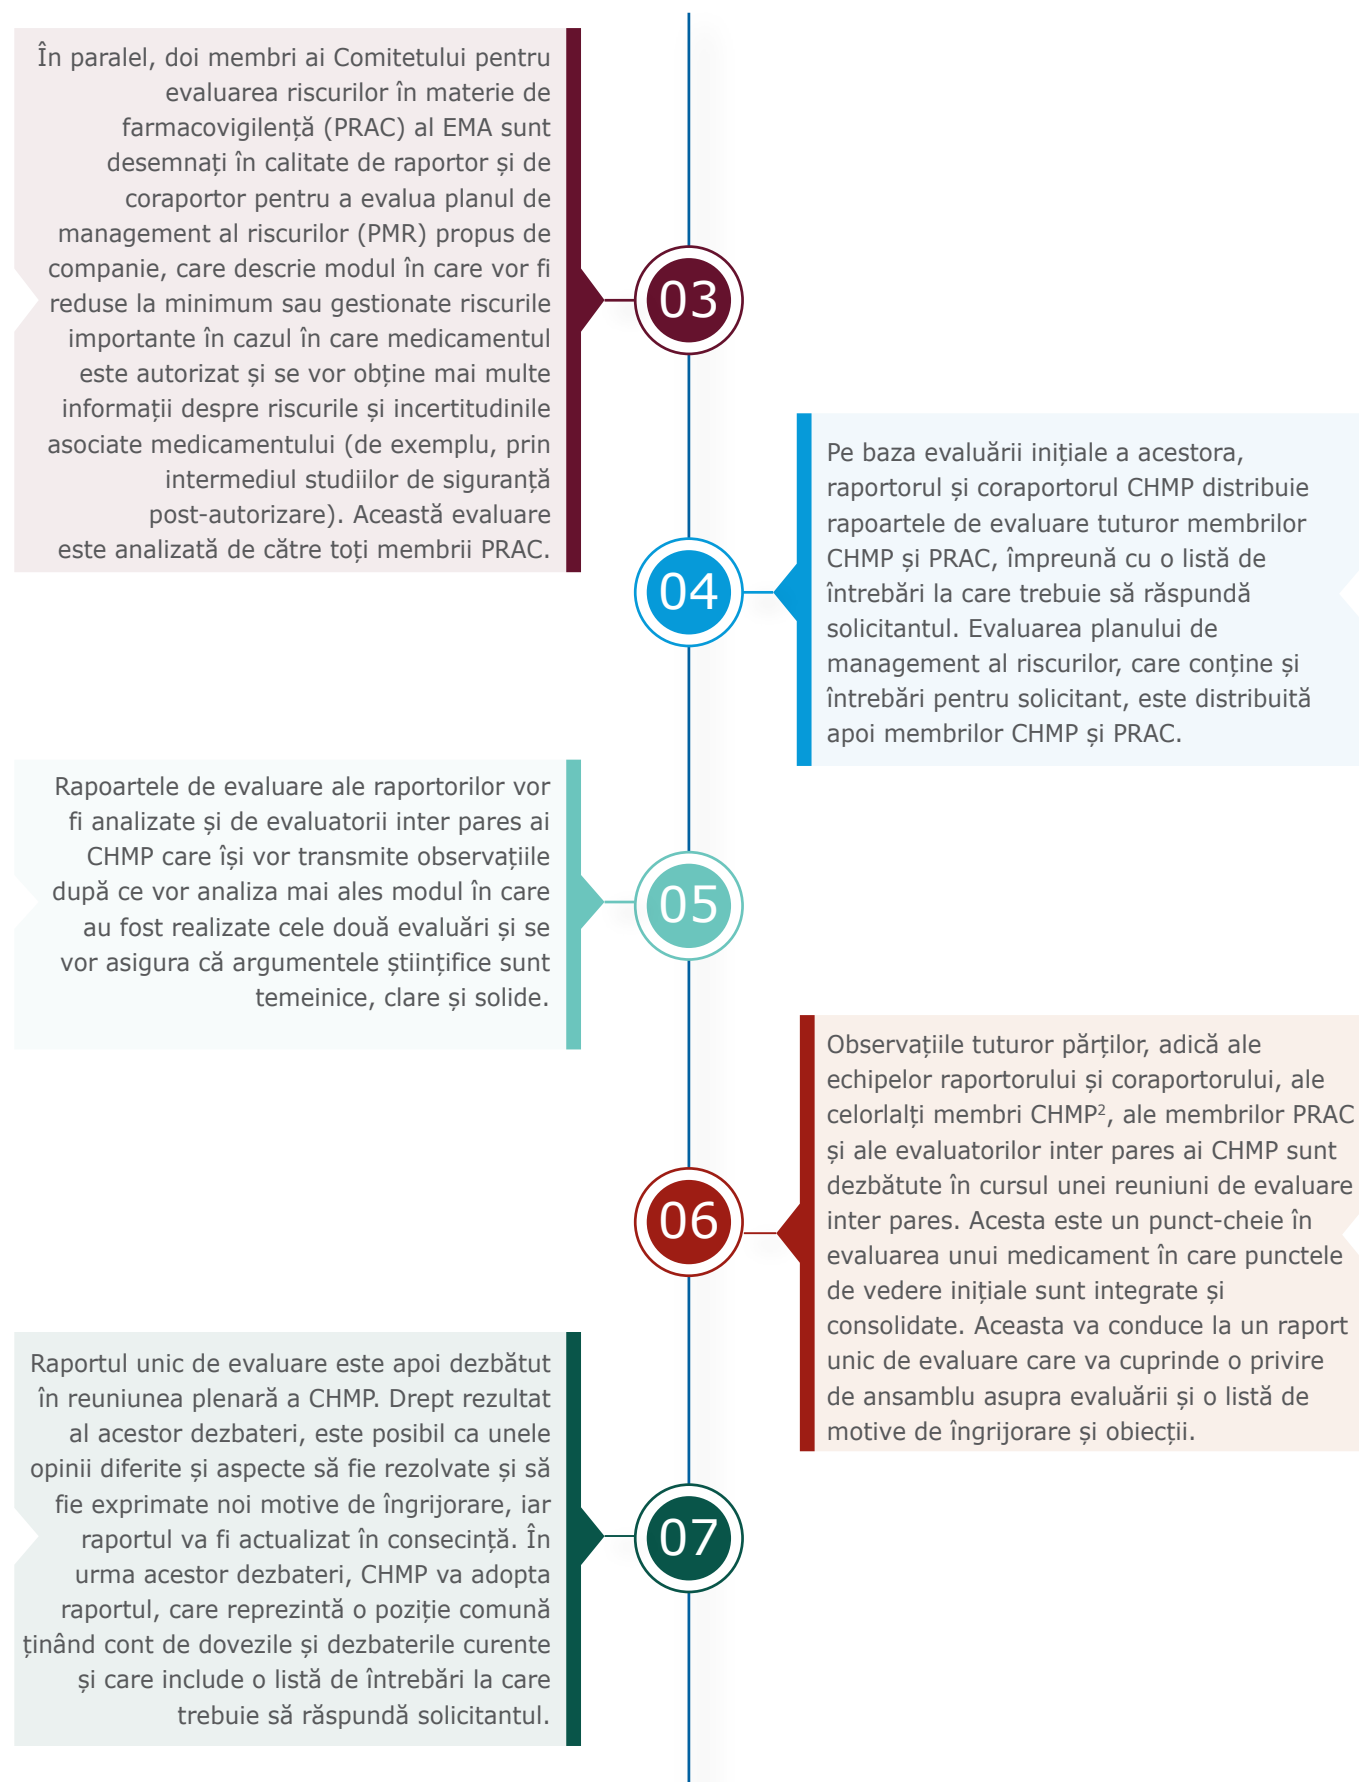 În paralel, doi membri ai Comitetului pentru
evaluarea riscurilor în materie de
farmacovigilență (PRAC) al EMA sunt
desemnați în calitate de raportor și de
coraportor pentru a evalua planul de
management al riscurilor (PMR) propus de
companie, care descrie modul în care vor fi
reduse la minimum sau gestionate riscurile
importante în cazul în care medicamentul
este autorizat și se vor obține mai multe
informații despre riscurile și incertitudinile
asociate medicamentului (de exemplu, prin
intermediul studiilor de siguranță
post-autorizare). Această evaluare
este analizată de către toți membrii PRAC.
03
04
Pe baza evaluării inițiale a acestora,
raportorul și coraportorul CHMP distribuie
rapoartele de evaluare tuturor membrilor
CHMP și PRAC, împreună cu o listă de
întrebări la care trebuie să răspundă
solicitantul. Evaluarea planului de
management al riscurilor, care conține și
întrebări pentru solicitant, este distribuită
apoi membrilor CHMP și PRAC.
Rapoartele de evaluare ale raportorilor vor
fi analizate și de evaluatorii inter pares ai
CHMP care își vor transmite observațiile
după ce vor analiza mai ales modul în care
au fost realizate cele două evaluări și se
vor asigura că argumentele științifice sunt
temeinice, clare și solide.
05
06
Observațiile tuturor părților, adică ale
echipelor raportorului și coraportorului, ale
celorlalți membri CHMP², ale membrilor PRAC
și ale evaluatorilor inter pares ai CHMP sunt
dezbătute în cursul unei reuniuni de evaluare
inter pares. Acesta este un punct-cheie în
evaluarea unui medicament în care punctele
de vedere inițiale sunt integrate și
consolidate. Aceasta va conduce la un raport
unic de evaluare care va cuprinde o privire
de ansamblu asupra evaluării și o listă de
motive de îngrijorare și obiecții.
Raportul unic de evaluare este apoi dezbătut
în reuniunea plenară a CHMP. Drept rezultat
al acestor dezbateri, este posibil ca unele
opinii diferite și aspecte să fie rezolvate și să
fie exprimate noi motive de îngrijorare, iar
raportul va fi actualizat în consecință. În
urma acestor dezbateri, CHMP va adopta
raportul, care reprezintă o poziție comună
ținând cont de dovezile și dezbaterile curente
și care include o listă de întrebări la care
trebuie să răspundă solicitantul.
07